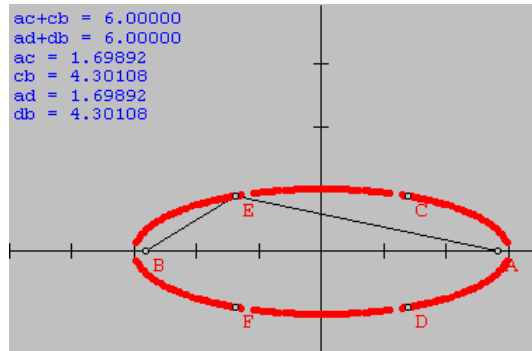 ac+cb = 6.00000
ad+db = 6.00000
ac = 1.69892
cb = 4.30108
ad = 1.69892
db = 4.30108
E
C
B
A
F
D